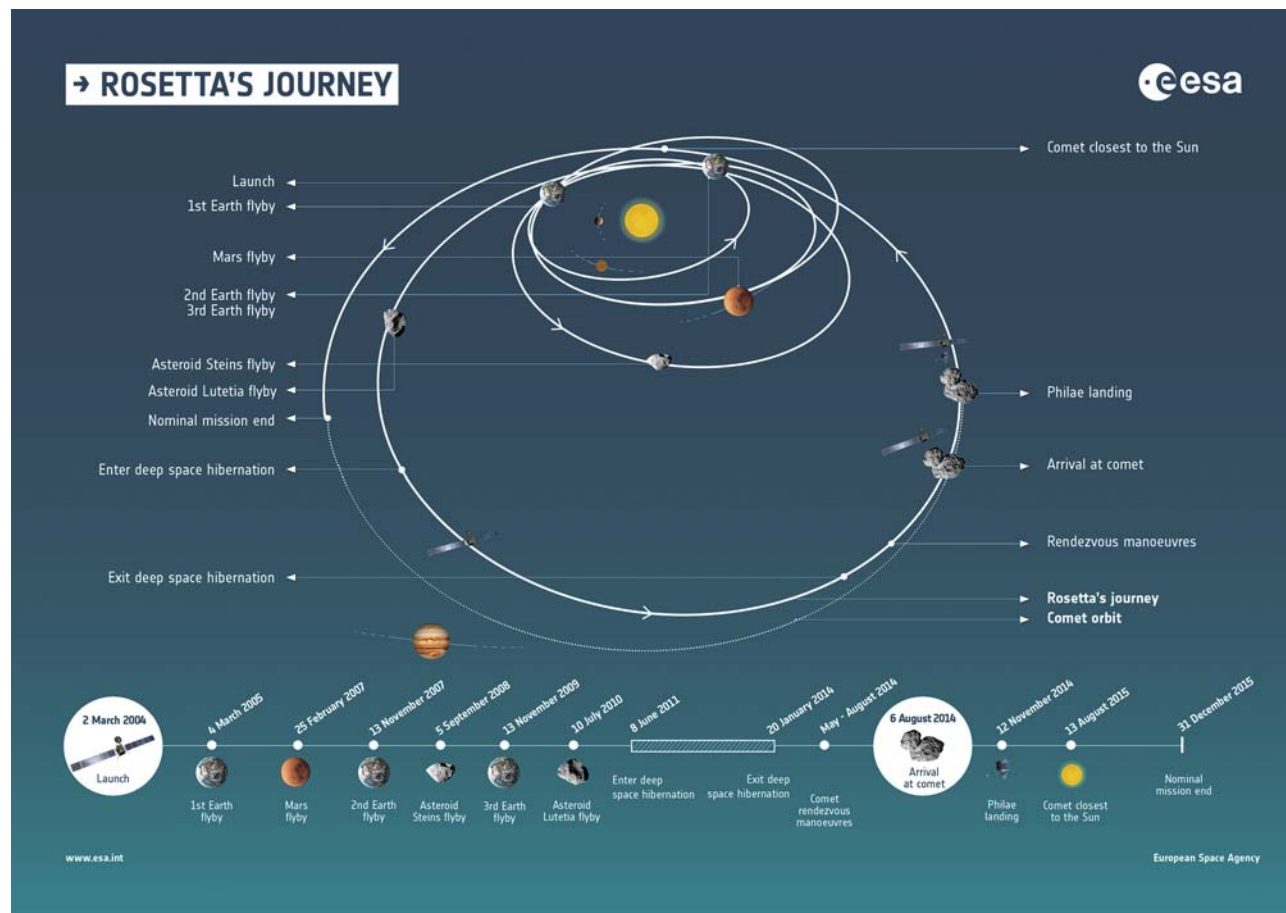 → ROSETTA'S JOURNEY
esa
Launch
1st Earth flyby
Mars flyby
2nd Earth flyby
3rd Earth flyby
Asteroid Steins flyby
Asteroid Lutetia flyby
Nominal mission end
Enter deep space hibernation
Exit deep space hibernation
Comet closest to the Sun
Philae landing
Arrival at comet
Rendezvous manoeuvres
Rosetta's journey
Comet orbit
2 March 2004
Launch
4 March 2005
1st Earth
flyby
25 February 2007
Mars
flyby
13 November 2007
2nd Earth
flyby
5 September 2008
Asteroid
Steins flyby
13 November 2009
3rd Earth
flyby
10 July 2010
Asteroid
Lutetia flyby
8 June 2011
Enter deep
space hibernation
20 January 2014
Exit deep
space hibernation
May - August 2014
Comet
rendezvous
manoeuvres
6 August 2014
Arrival
at comet
12 November 2014
Philae
landing
13 August 2015
Comet closest
to the Sun
31 December 2015
Nominal
mission end
www.esa.int
European Space Agency